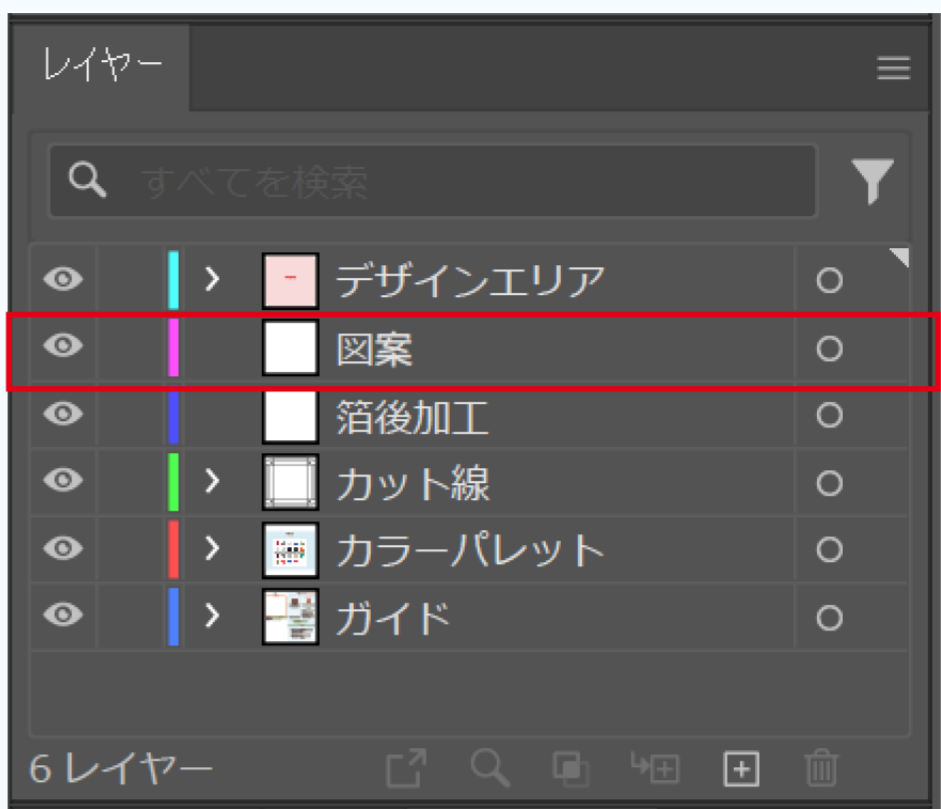 レイヤー
すべてを検索
デザインエリア
図案
箔後加工
カット線
カラーパレット
ガイド
6 レイヤー